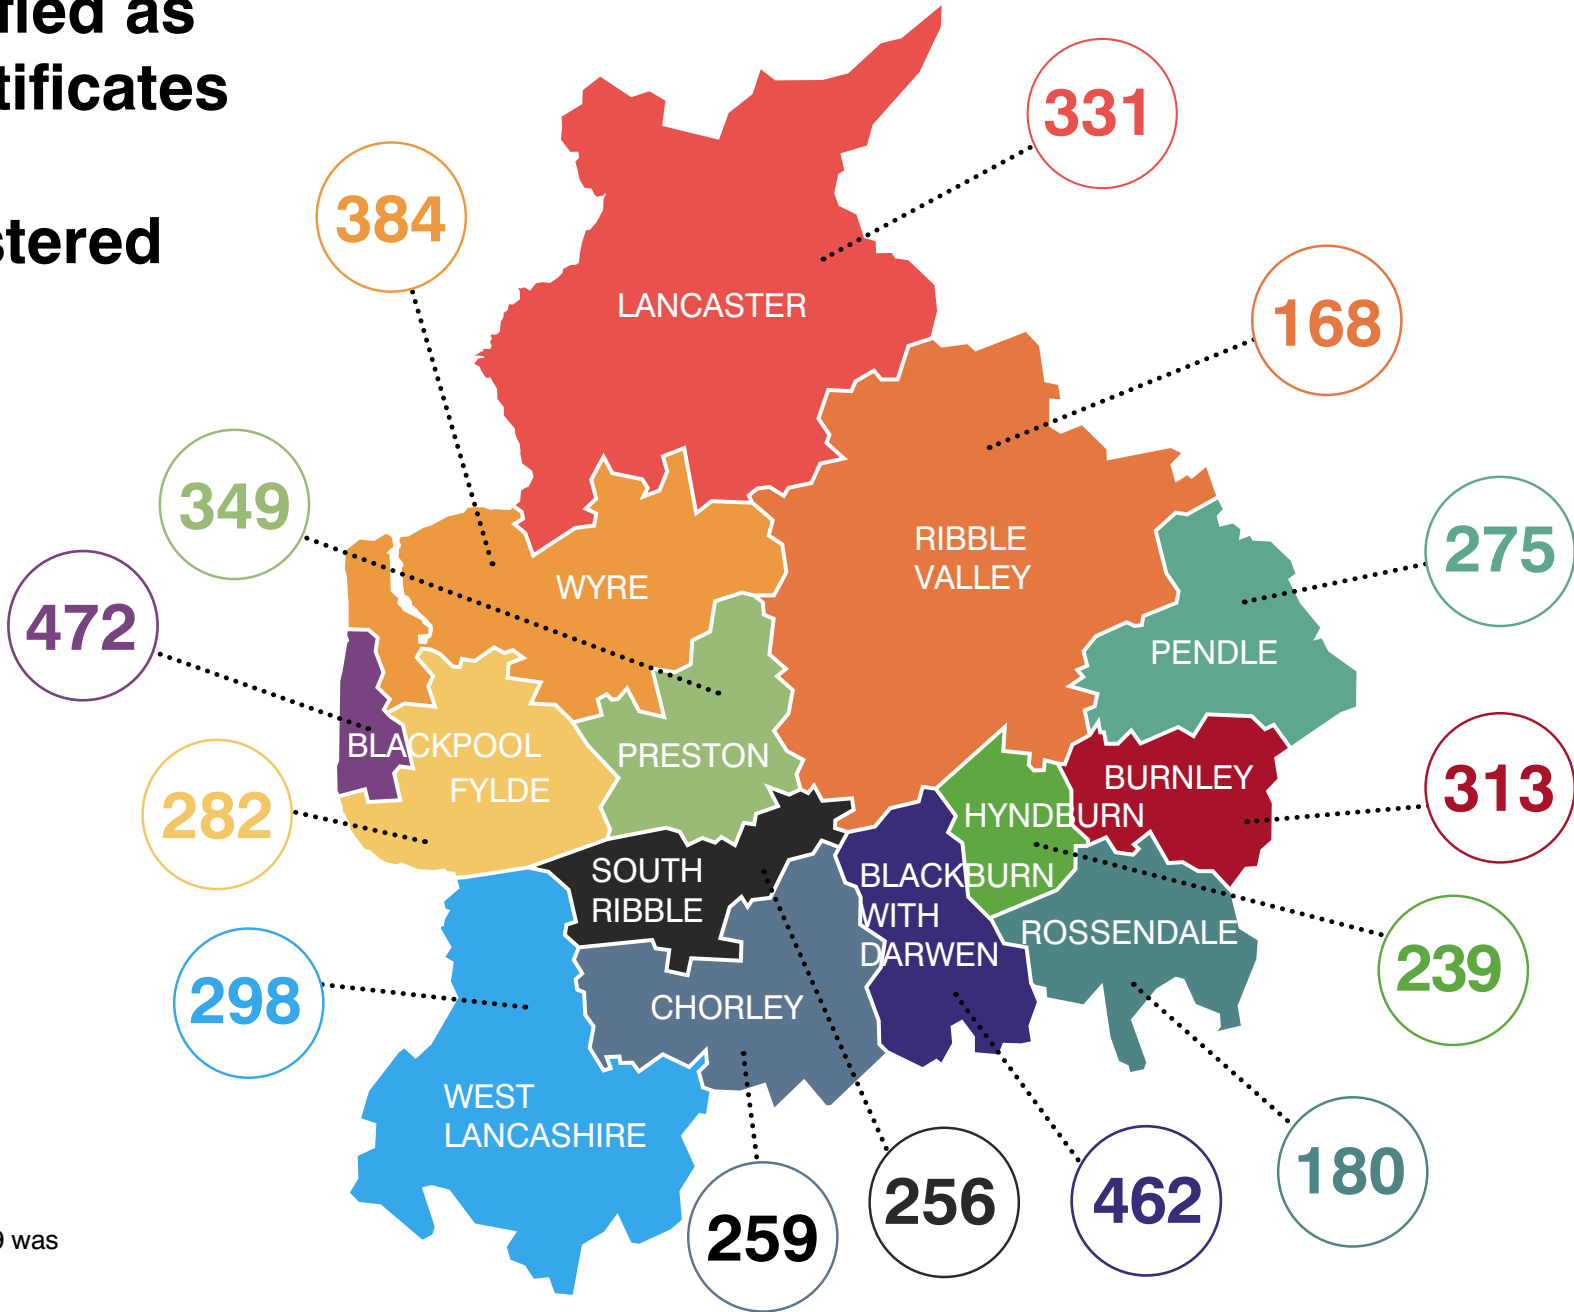 fied as
tificates
stered
331
384
LANCASTER
168
349
RIBBLE
VALLEY
275
WYRE
472
PENDLE
BLACKPOOL
PRESTON
BURNLEY
313
FYLDE
282
HYNDBURN
SOUTH
RIBBLE
BLACKBURN
WITH
DARWEN
ROSSENDALE
239
298
CHORLEY
WEST
LANCASHIRE
180
256
462
259
9 was